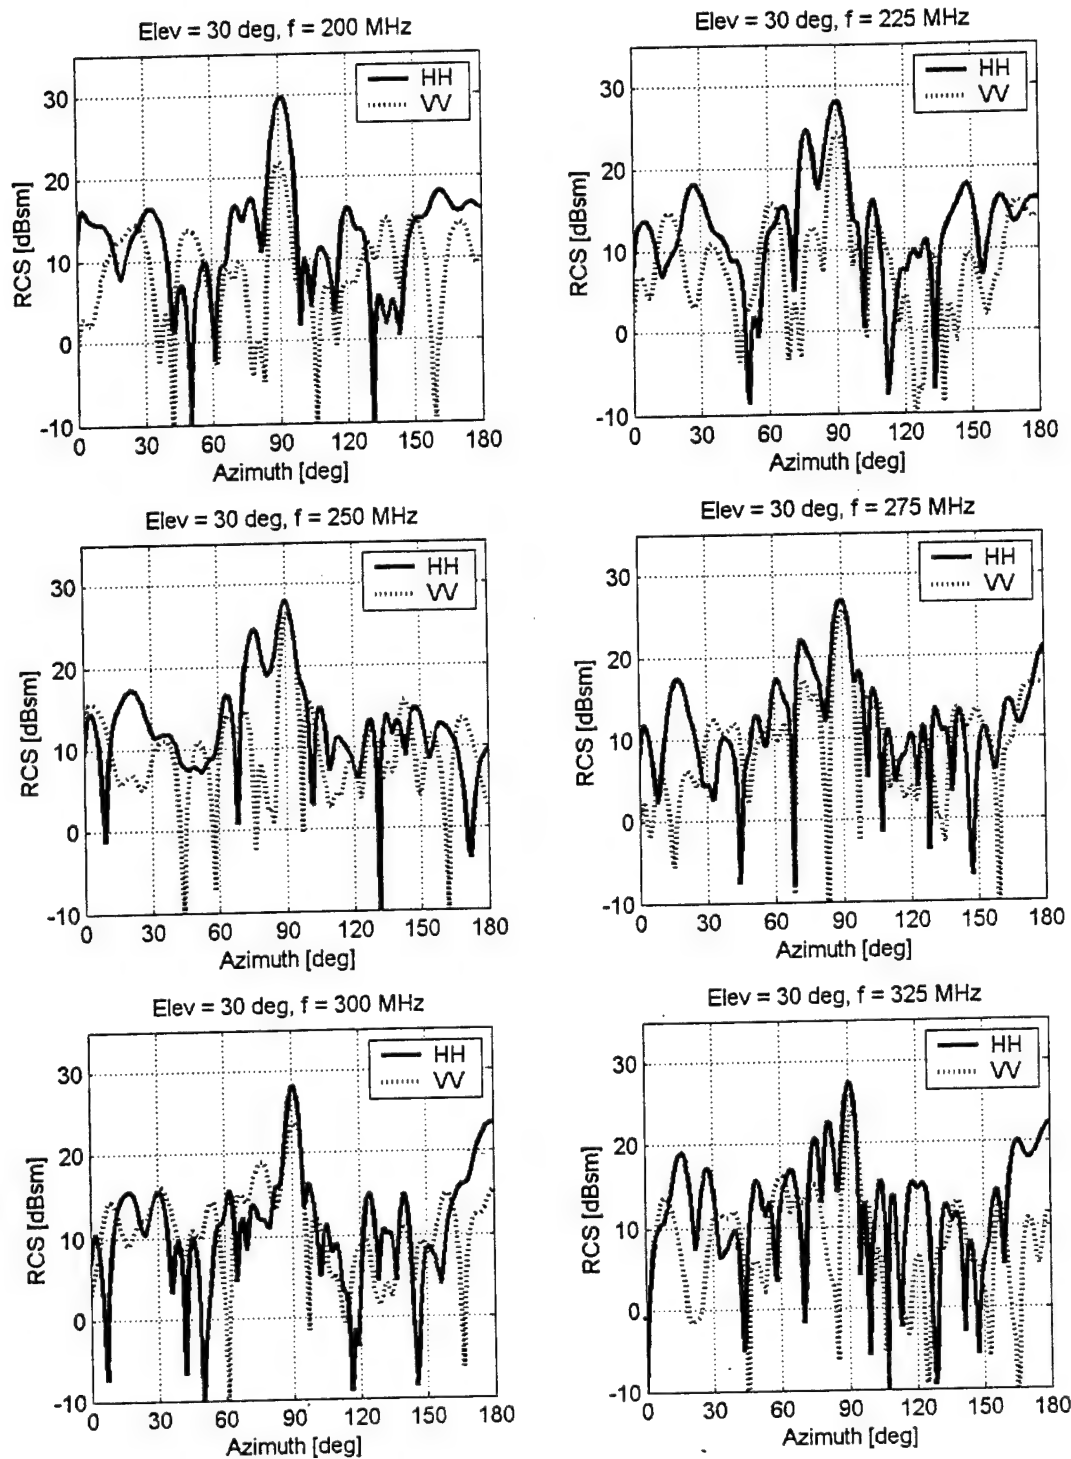 Elev = 30 deg, f = 200 MHz
HH
VV
30
20
10
0
-10
RCS [dBsm]
0 30 60 90 120 150 180
Azimuth [deg]
Elev = 30 deg, f = 225 MHz
HH
VV
30
20
10
0
-10
RCS [dBsm]
0 30 60 90 120 150 180
Azimuth [deg]
Elev = 30 deg, f = 250 MHz
HH
VV
30
20
10
0
-10
RCS [dBsm]
0 30 60 90 120 150 180
Azimuth [deg]
Elev = 30 deg, f = 275 MHz
HH
VV
30
20
10
0
-10
RCS [dBsm]
0 30 60 90 120 150 180
Azimuth [deg]
Elev = 30 deg, f = 300 MHz
HH
VV
30
20
10
0
-10
RCS [dBsm]
0 30 60 90 120 150 180
Azimuth [deg]
Elev = 30 deg, f = 325 MHz
HH
VV
30
20
10
0
-10
RCS [dBsm]
0 30 60 90 120 150 180
Azimuth [deg]